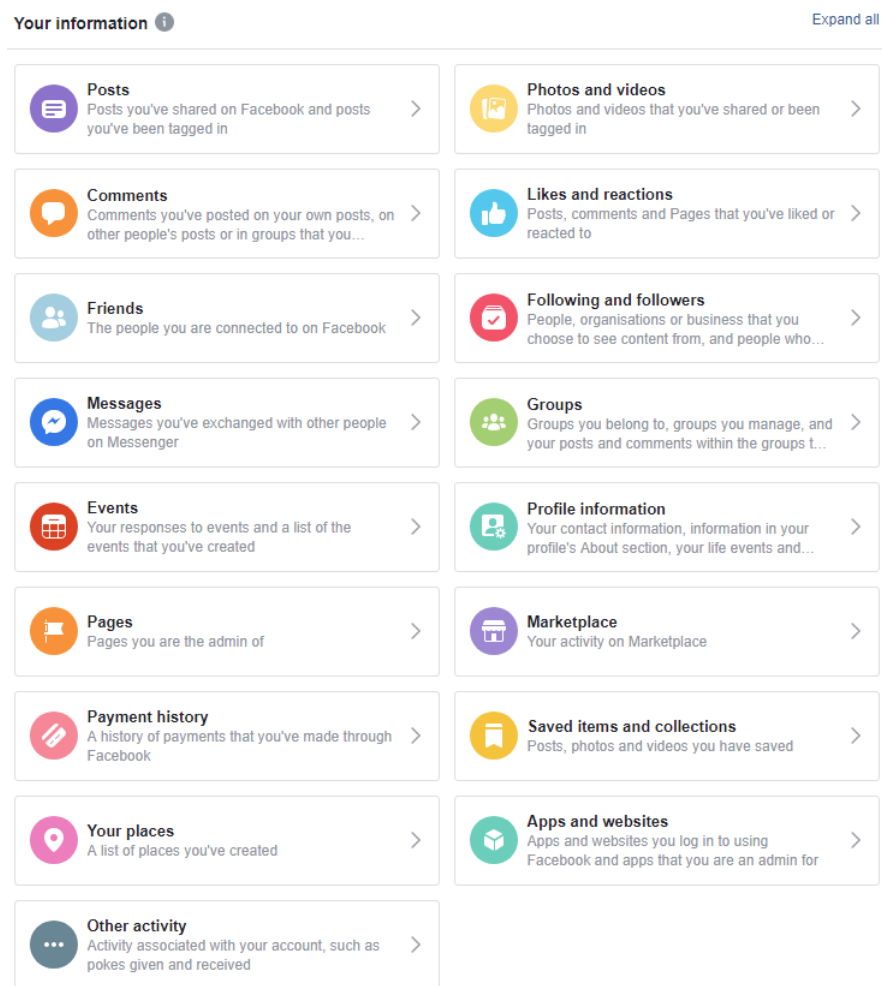 Your information
Expand all
Posts
Posts you've shared on Facebook and posts
you've been tagged in
Photos and videos
Photos and videos that you've shared or been
tagged in
Comments
Comments you've posted on your own posts, on
other people's posts or in groups that you...
Likes and reactions
Posts, comments and Pages that you've liked or
reacted to
Friends
The people you are connected to on Facebook
Following and followers
People, organisations or business that you
choose to see content from, and people who...
Messages
Messages you've exchanged with other people
on Messenger
Groups
Groups you belong to, groups you manage, and
your posts and comments within the groups t...
Events
Your responses to events and a list of the
events that you've created
Profile information
Your contact information, information in your
profile's About section, your life events and...
Pages
Pages you are the admin of
Marketplace
Your activity on Marketplace
Payment history
A history of payments that you've made through
Facebook
Saved items and collections
Posts, photos and videos you have saved
Your places
A list of places you've created
Apps and websites
Apps and websites you log in to using
Facebook and apps that you are an admin for
Other activity
Activity associated with your account, such as
pokes given and received